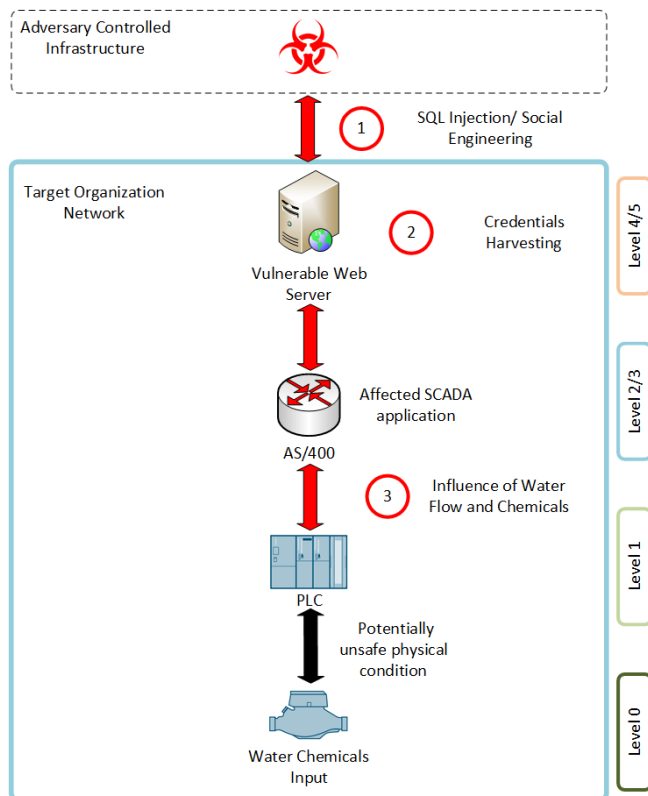 Adversary Controlled
Infrastructure
1
SQL Injection/ Social
Engineering
Target Organization
Network
2
Credentials
Harvesting
Level 4/5
Vulnerable Web
Server
Affected SCADA
application
Level 2/3
AS/400
3
Influence of Water
Flow and Chemicals
Level 1
PLC
Potentially
unsafe physical
condition
Level 0
Water Chemicals
Input